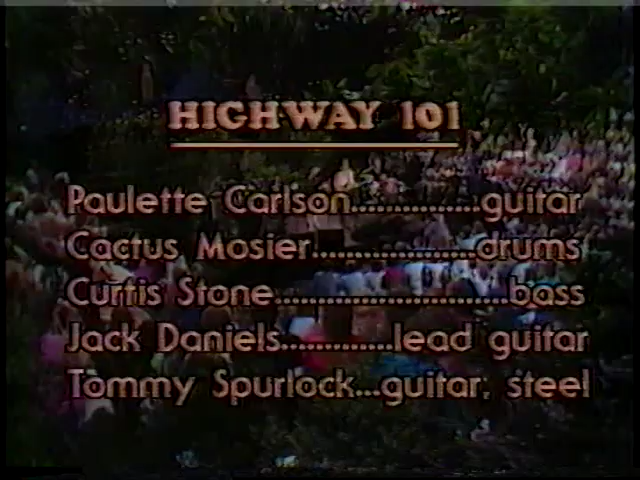 HIGHWAY 101
Paulette Carlson..............guitar
Cactus Mosier..................drums
Curtis Stone..........................bass
Jack Daniels............lead guitar
Tommy Spurlock...guitar, steel